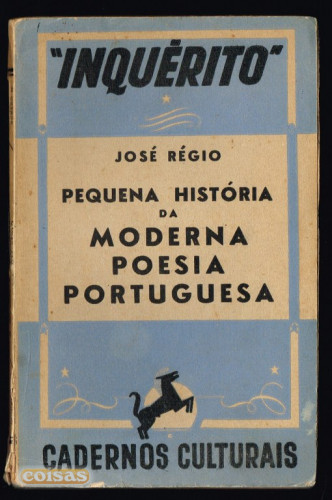 "INQUÉRITO"
JOSÉ RÉGIO
PEQUENA HISTÓRIA
DA
MODERNA
POESIA
PORTUGUESA
CADERNOS CULTURAIS
coisas